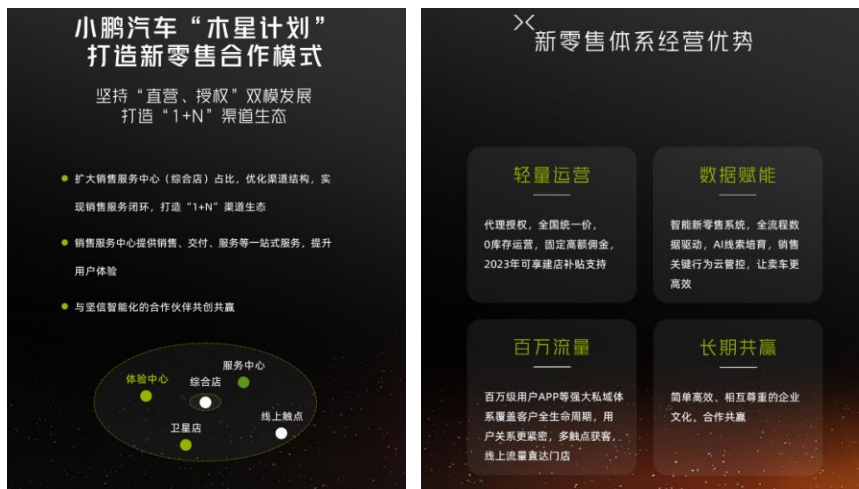 小鹏汽车“木星计划”
打造新零售合作模式
坚持“直营、授权”双模发展
打造“1+N”渠道生态
扩大销售服务中心（综合店）占比，优化渠道结构，实
现销售服务闭环，打造“1+N”渠道生态
销售服务中心提供销售、交付、服务等一站式服务，提升
用户体验
与坚信智能化的合作伙伴共创共赢
服务中心
体验中心
综合店
线上触点
卫星店
新零售体系经营优势
轻量运营
代理授权，全国统一价，
0库存运营，固定高额佣金，
2023年可享建店补贴支持
数据赋能
智能新零售系统，全流程数
据驱动，AI线索培育，销售
关键行为云管控，让卖车更
高效
百万流量
百万级用户APP等强大私域体
系覆盖客户全生命周期，用
户关系更紧密，多触点获客，
线上流量直达门店
长期共赢
简单高效、相互尊重的企业
文化，合作共赢